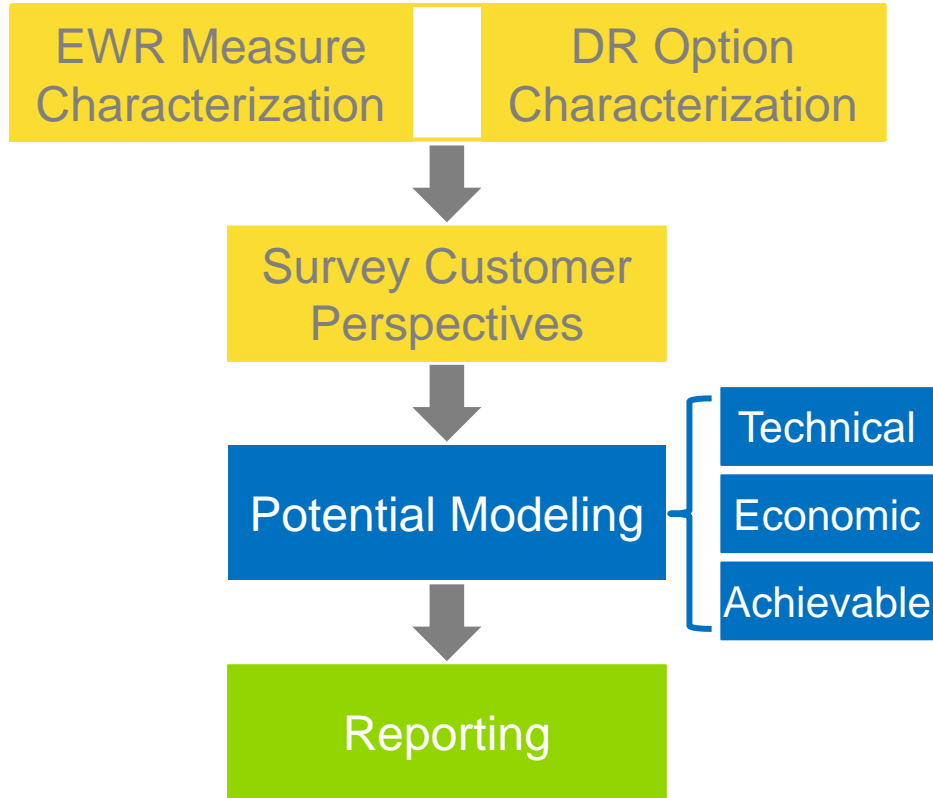 EWR Measure
Characterization
DR Option
Characterization
Survey Customer
Perspectives
Potential Modeling
Technical
Economic
Achievable
Reporting